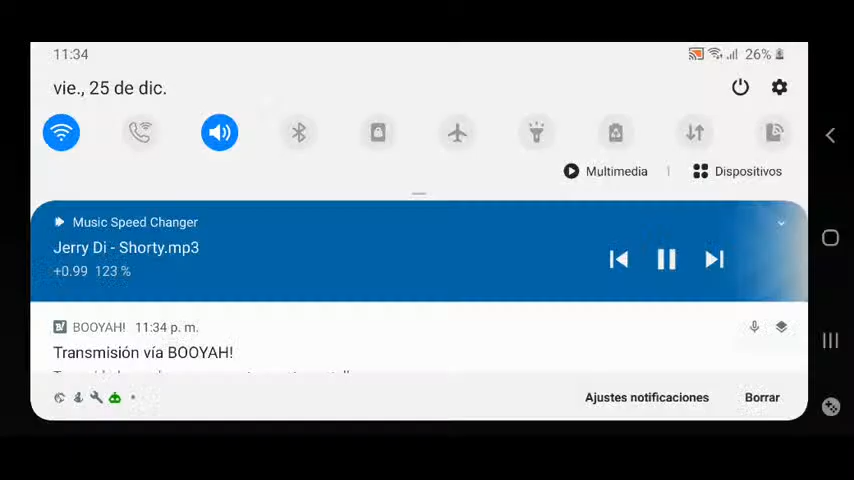 11:34
26%
vie., 25 de dic.
Multimedia
Dispositivos
Music Speed Changer
Jerry Di - Shorty.mp3
+0.99 123 %
BOOYAH! 11:34 p. m.
Transmisión vía BOOYAH!
Ajustes notificaciones
Borrar